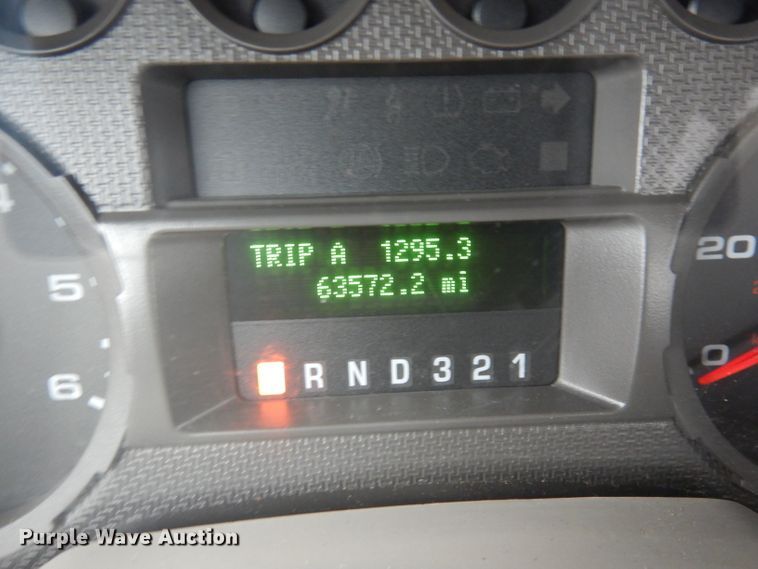 TRIP A 1295.3
63572.2 mi
R N D 3 2 1
5
6
20
0
Purple Wave Auction